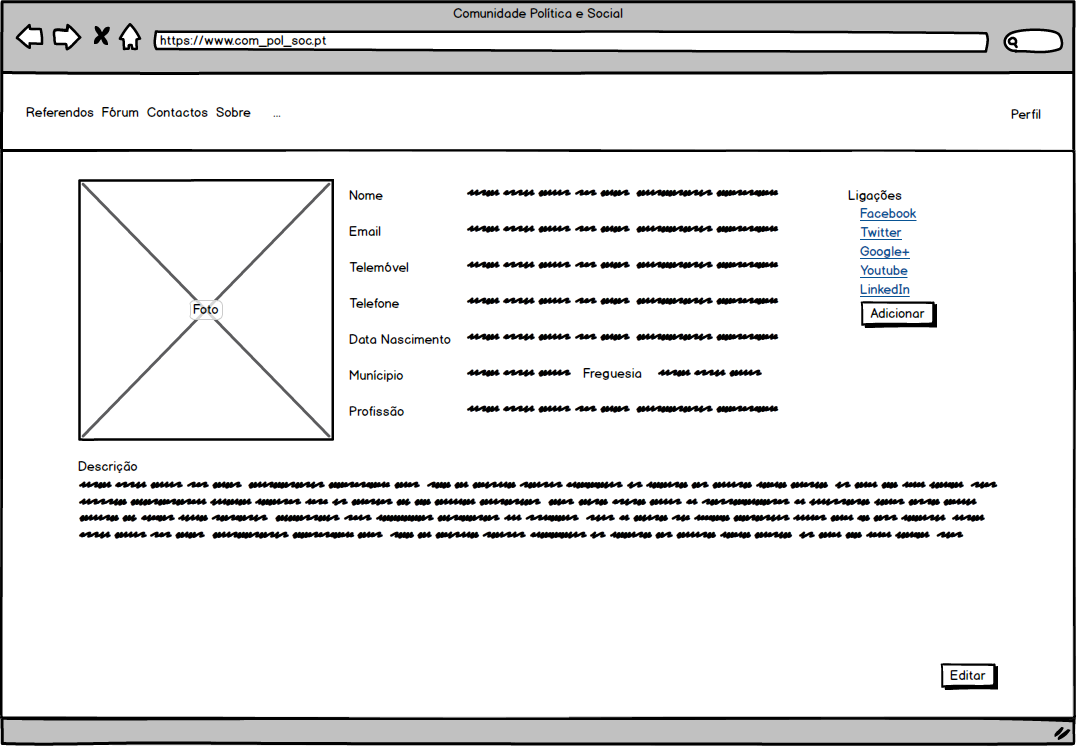 Comunidade Política e Social
https://www.com_pol_soc.pt
Referendos Fórum Contactos Sobre ... Perfil
Foto
Nome
Email
Telemóvel
Telefone
Data Nascimento
Munícipio Freguesia
Profissão
Ligações
Facebook
Twitter
Google+
Youtube
LinkedIn
Adicionar
Descrição
Editar